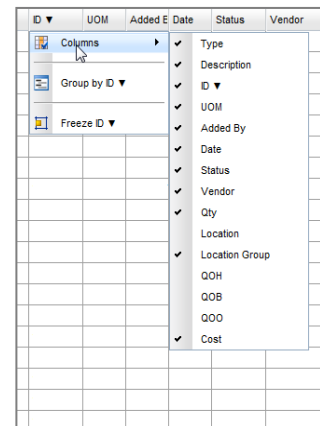 ID ▼ UOM Added E Date Status Vendor
Columns
Group by ID ▼
Freeze ID ▼
Type
Description
ID ▼
UOM
Added By
Date
Status
Vendor
Qty
Location
Location Group
QOH
QOB
QOO
Cost